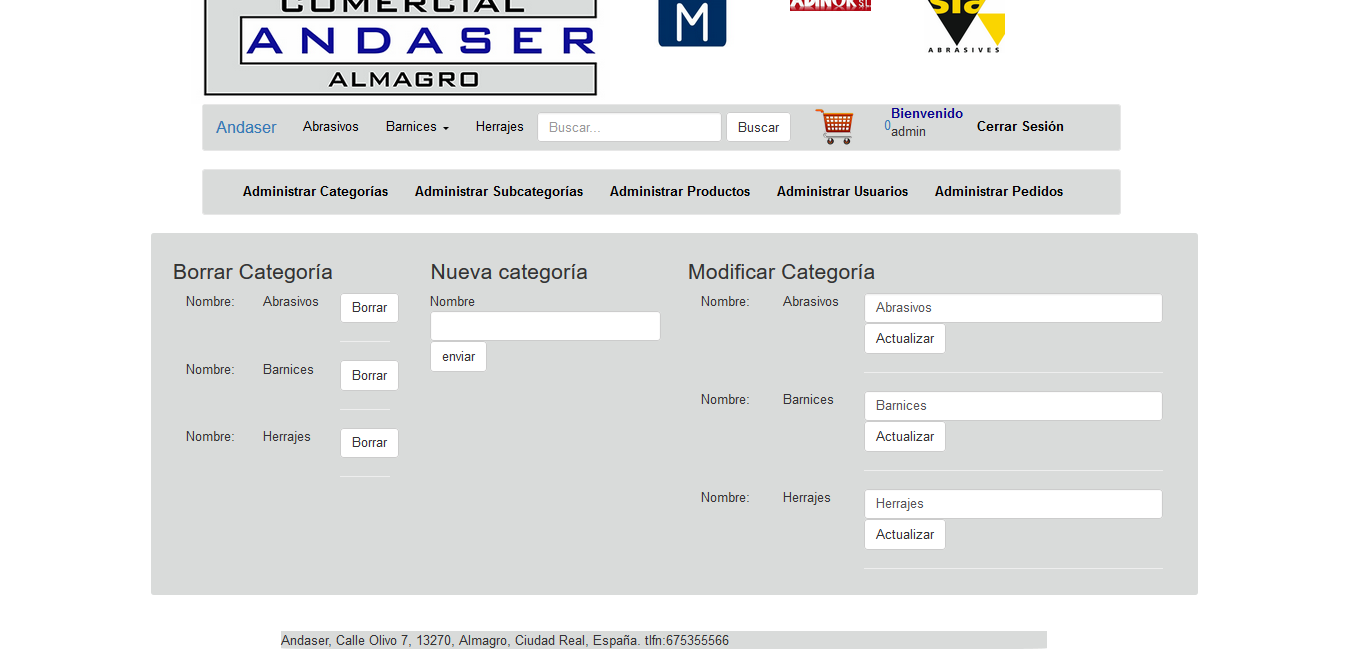 COMERCIAL
ANDASER
ALMAGRO
M
ADINOR S.L.
sia
ABRASIVES
Andaser Abrasivos Barnices Herrajes Buscar... Buscar 0 Bienvenido admin Cerrar Sesión
Administrar Categorías Administrar Subcategorías Administrar Productos Administrar Usuarios Administrar Pedidos
Borrar Categoría
Nombre: Abrasivos Borrar
Nombre: Barnices Borrar
Nombre: Herrajes Borrar
Nueva categoría
Nombre
enviar
Modificar Categoría
Nombre: Abrasivos Abrasivos
Actualizar
Nombre: Barnices Barnices
Actualizar
Nombre: Herrajes Herrajes
Actualizar
Andaser, Calle Olivo 7, 13270, Almagro, Ciudad Real, España. tlfn:675355566